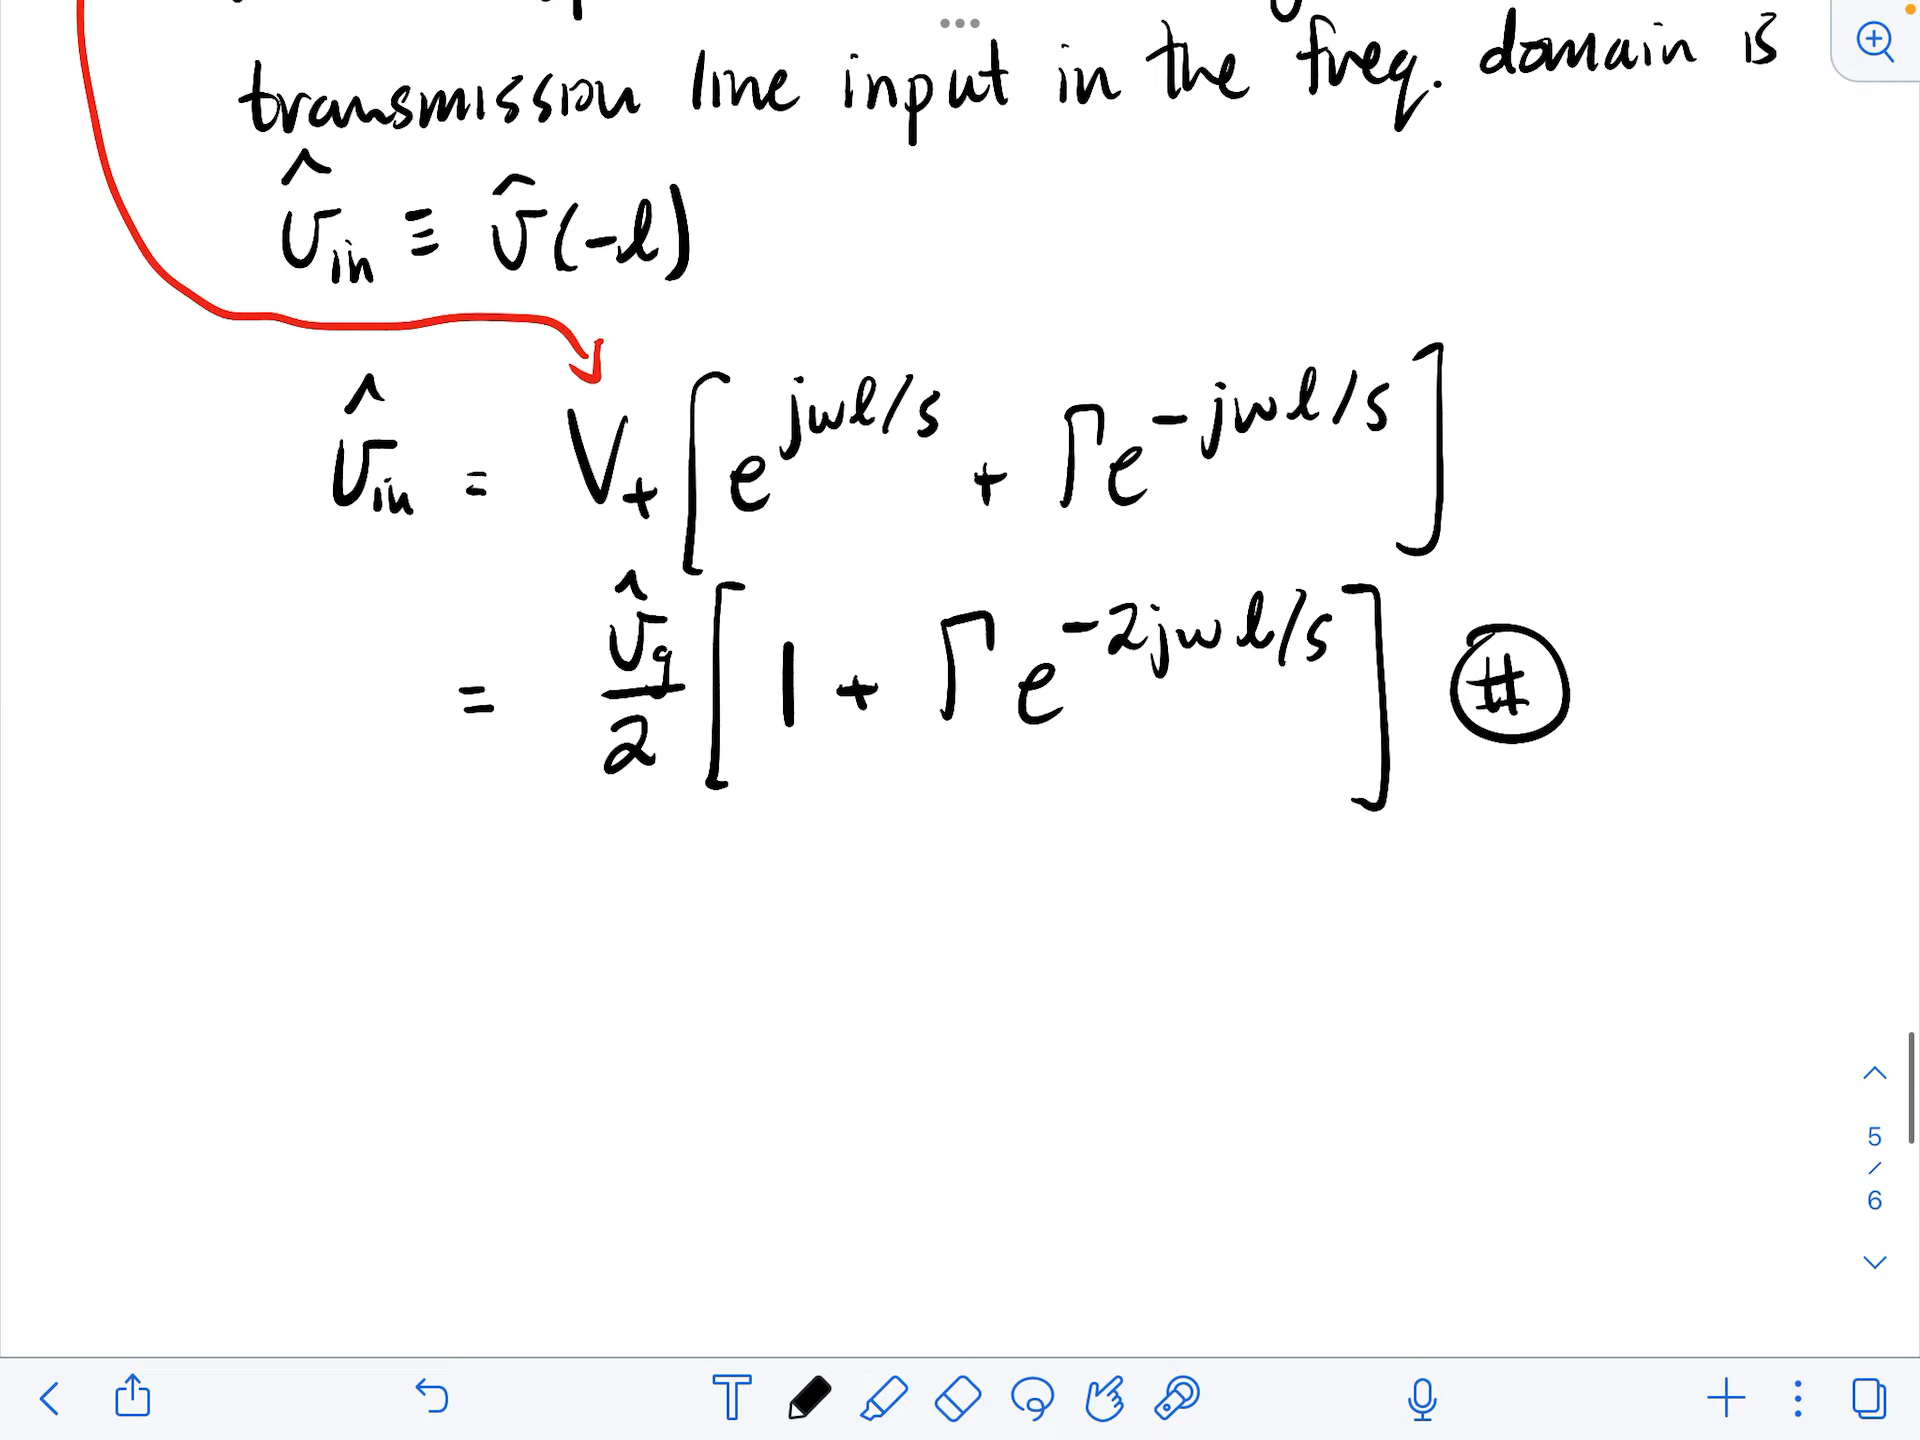 transmission line input in the freq. domain is
v̂in ≡ v̂(-l)
v̂in = V+ [e^jωl/s + Γe^-jωl/s]
= v̂g/2 [1 + Γe^-2jωl/s] #
5
/
6